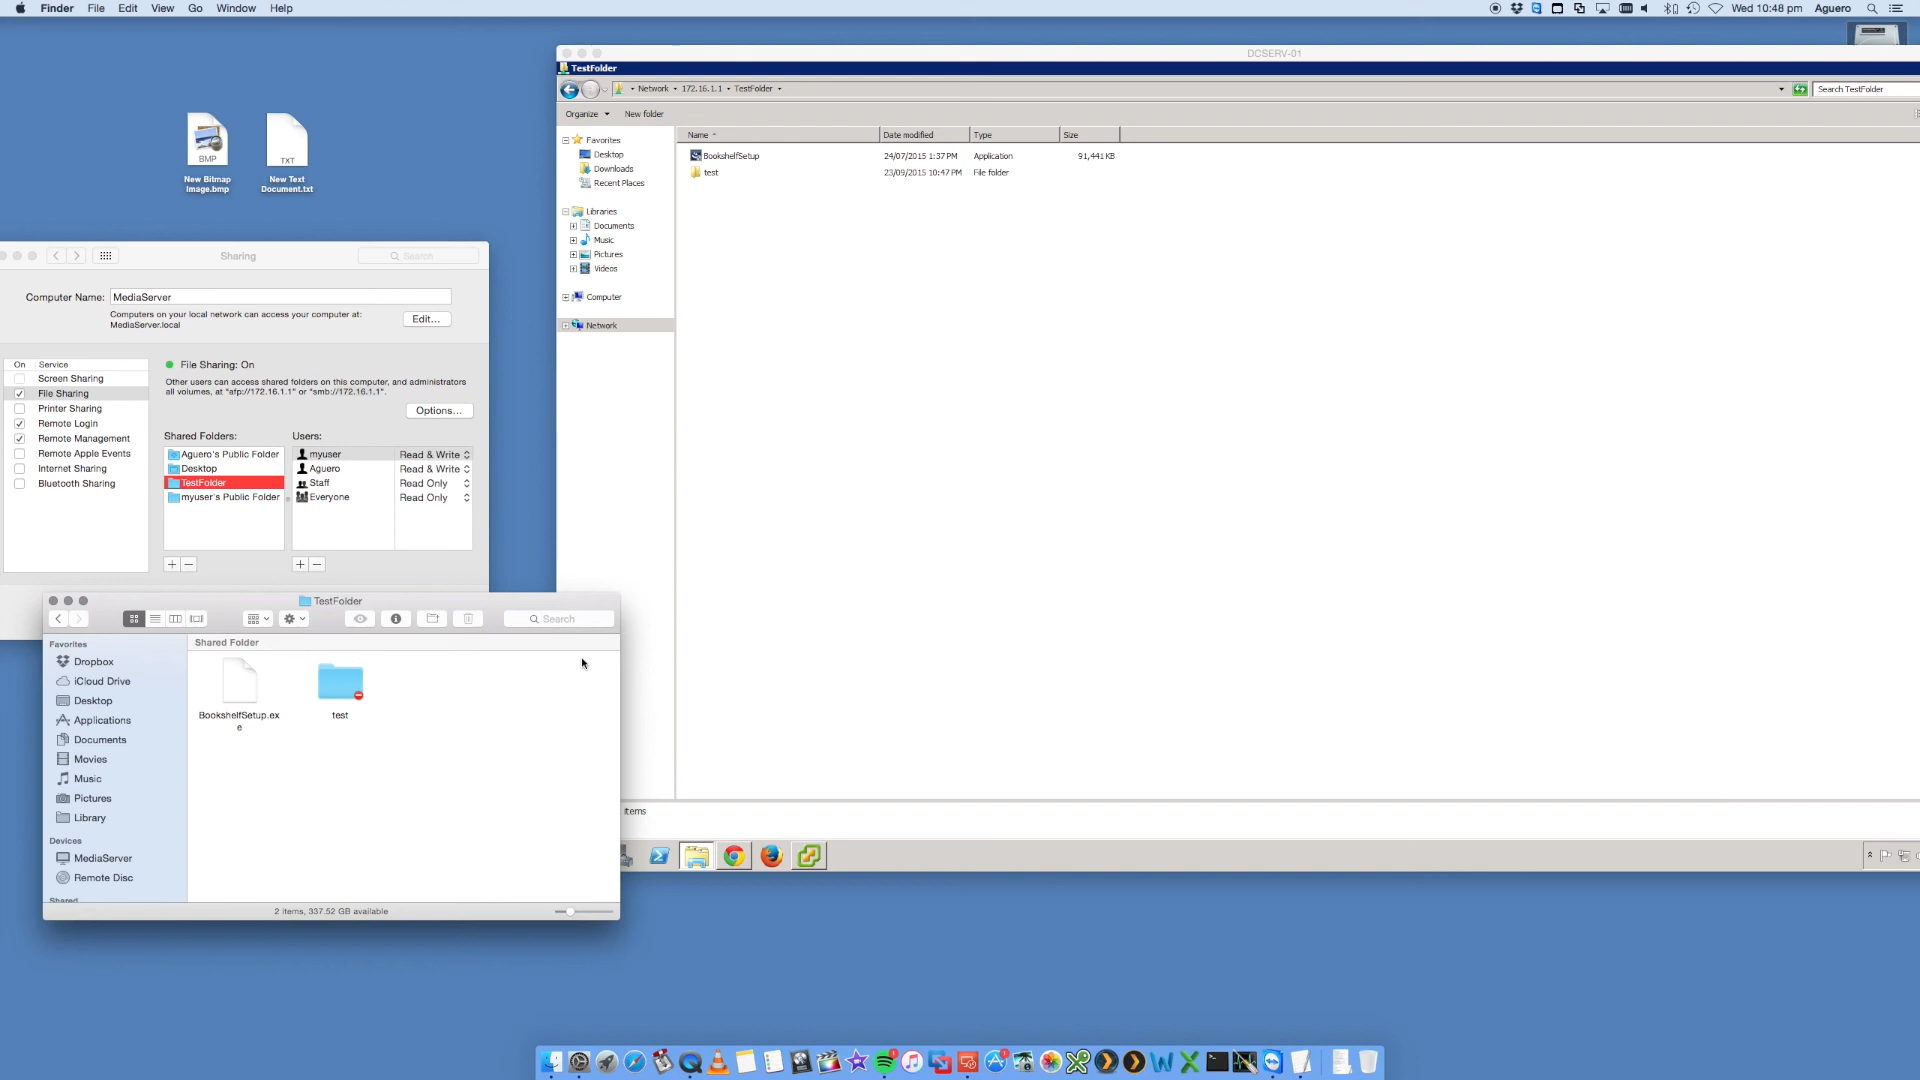 Finder File Edit View Go Window Help
Wed 10:48 pm Aguero
BMP
New Bitmap
Image.bmp
TXT
New Text
Document.txt
Sharing
Search
Computer Name: MediaServer
Computers on your local network can access your computer at:
MediaServer.local
Edit...
On Service
Screen Sharing
File Sharing
Printer Sharing
Remote Login
Remote Management
Remote Apple Events
Internet Sharing
Bluetooth Sharing
File Sharing: On
Other users can access shared folders on this computer, and administrators
all volumes, at "afp://172.16.1.1" or "smb://172.16.1.1".
Options...
Shared Folders:
Aguero's Public Folder
Desktop
TestFolder
myuser's Public Folder
Users:
myuser Read & Write
Aguero Read & Write
Staff Read Only
Everyone Read Only
DCSERV-01
TestFolder
Network 172.16.1.1 TestFolder
Search TestFolder
Organize New folder
Favorites
Desktop
Downloads
Recent Places
Libraries
Documents
Music
Pictures
Videos
Computer
Network
Name Date modified Type Size
BookshelfSetup 24/07/2015 1:37 PM Application 91,441 KB
test 23/09/2015 10:47 PM File folder
items
TestFolder
Search
Favorites
Dropbox
iCloud Drive
Desktop
Applications
Documents
Movies
Music
Pictures
Library
Devices
MediaServer
Remote Disc
Shared
Shared Folder
BookshelfSetup.ex
e
test
2 items, 337.52 GB available